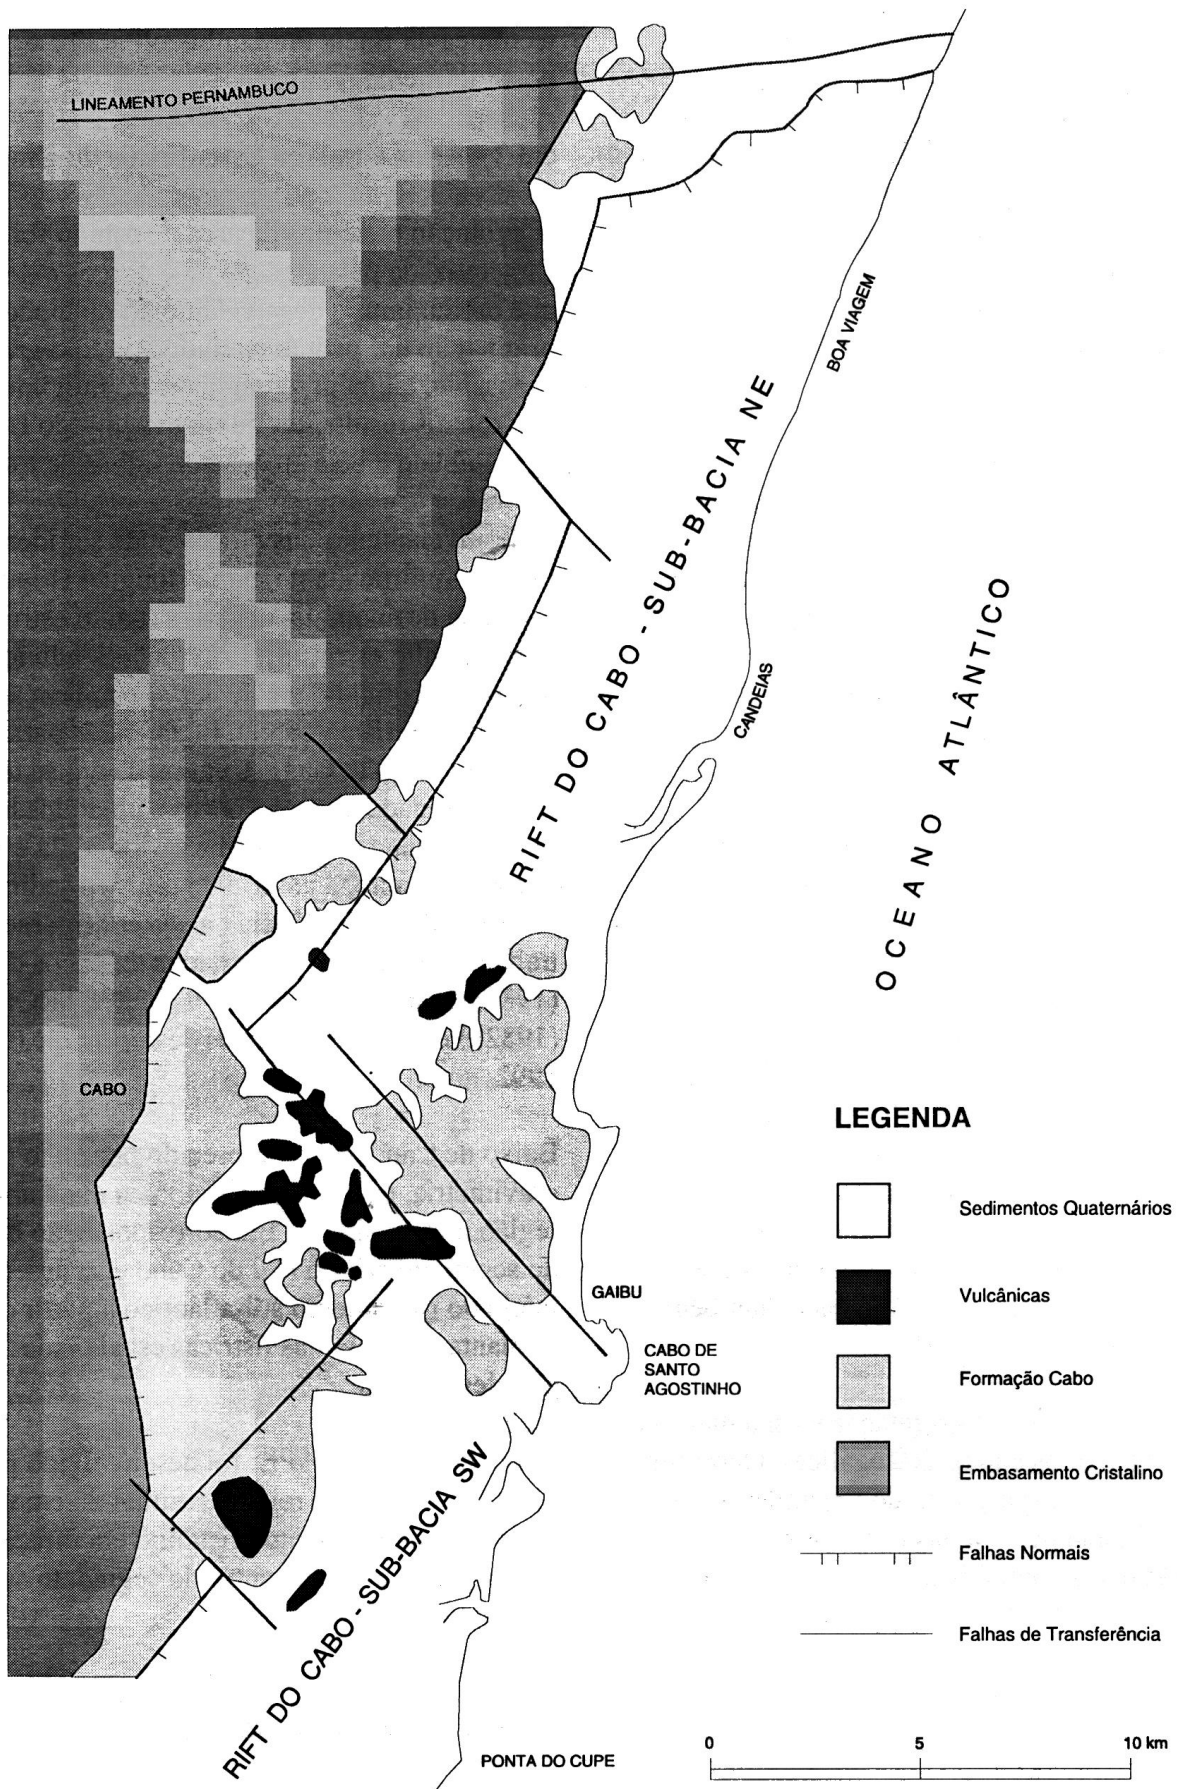 LINEAMENTO PERNAMBUCO
BOA VIAGEM
RIFT DO CABO - SUB-BACIA NE
CANDEIAS
OCEANO ATLÂNTICO
CABO
GAIBU
CABO DE
SANTO
AGOSTINHO
RIFT DO CABO - SUB-BACIA SW
PONTA DO CUPE
LEGENDA
Sedimentos Quaternários
Vulcânicas
Formação Cabo
Embasamento Cristalino
Falhas Normais
Falhas de Transferência
0 5 10 km